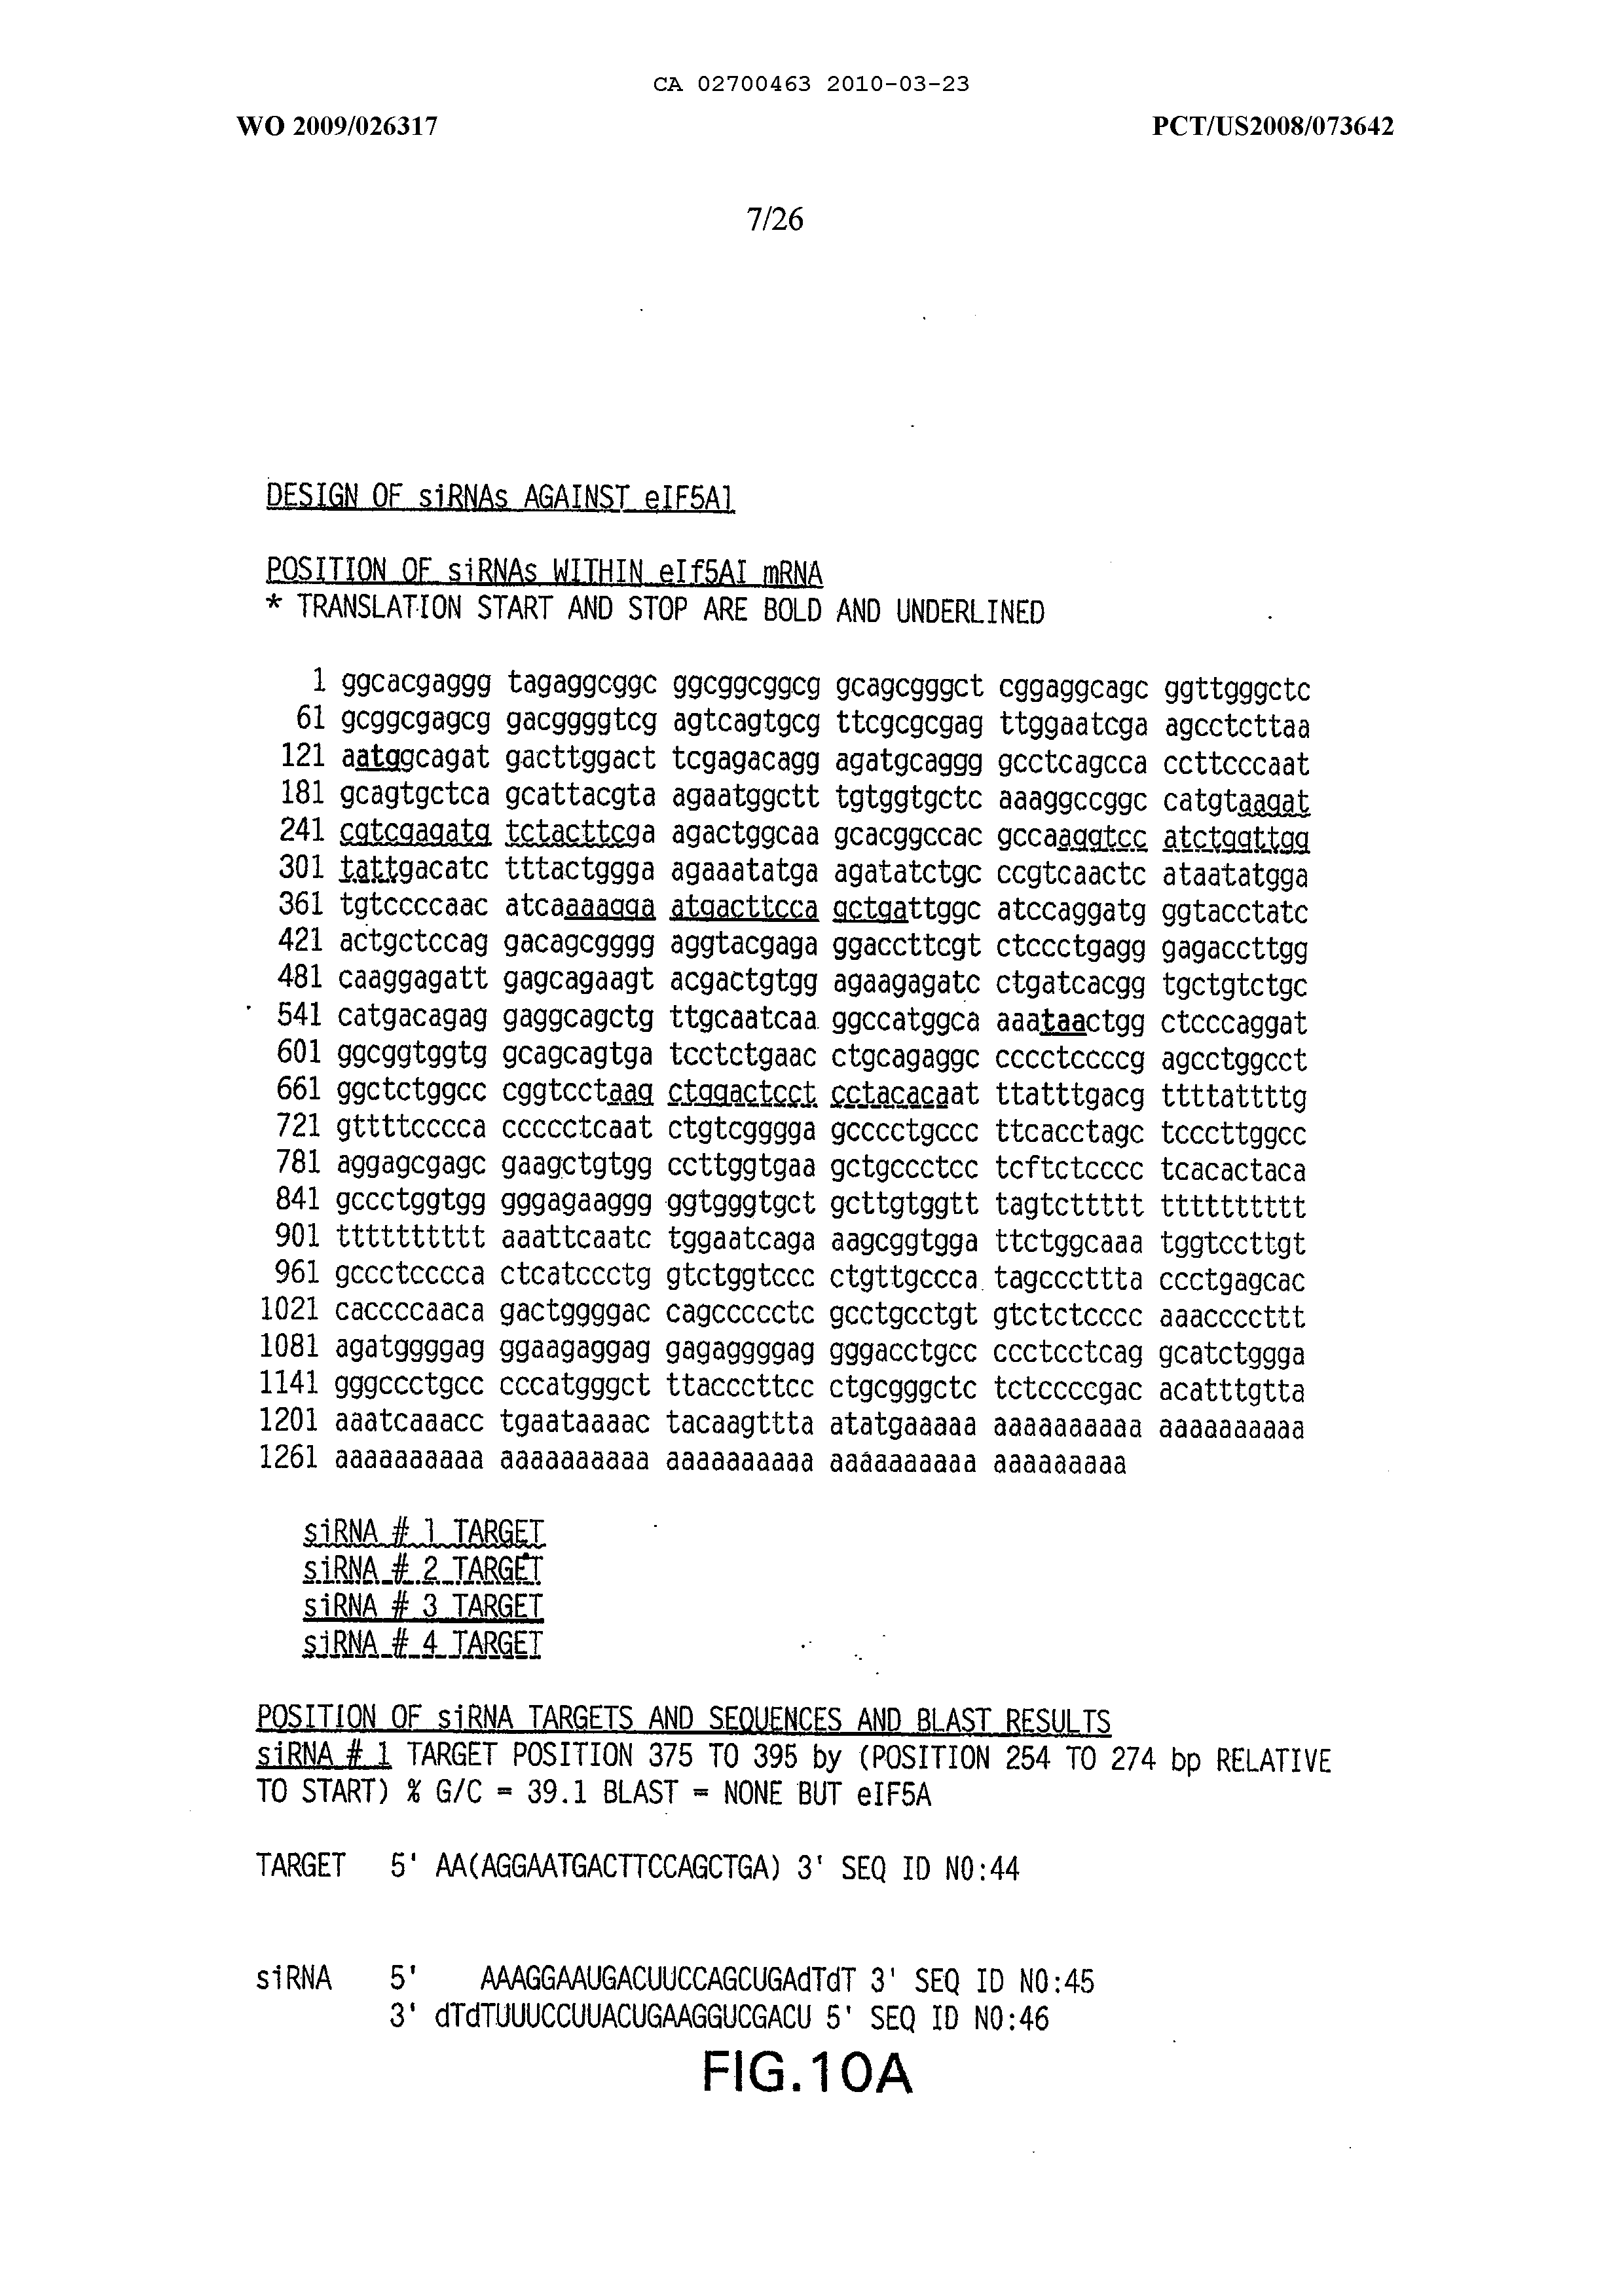 CA 02700463 2010-03-23
WO 2009/026317 PCT/US2008/073642
7/26
DESIGN OF siRNAs AGAINST eIF5A1
POSITION OF siRNAs WITHIN eIf5AI mRNA
* TRANSLATION START AND STOP ARE BOLD AND UNDERLINED
1 ggcacgaggg tagaggcggc ggcggcggcg gcagcgggct cggaggcagc ggttgggctc
61 gcggcgagcg gacggggtcg agtcagtgcg ttcgcgcgag ttggaatcga agcctcttaa
121 aatggcagat gacttggact tcgagacagg agatgcaggg gcctcagcca ccttcccaat
181 gcagtgctca gcattacgta agaatggctt tgtggtgctc aaaggccggc catgtaagat
241 cgtcgagatg tctacttcga agactggcaa gcacggccac gccaaggtcc atctggttgg
301 tattgacatc tttactggga agaaatatga agatatctgc ccgtcaactc ataatatgga
361 tgtccccaac atcaaaagga atgacttcca gctgattggc atccaggatg ggtacctatc
421 actgctccag gacagcgggg aggtacgaga ggaccttcgt ctccctgagg gagaccttgg
481 caaggagatt gagcagaagt acgactgtgg agaagagatc ctgatcacgg tgctgtctgc
541 catgacagag gaggcagctg ttgcaatcaa ggccatggca aaataactgg ctcccaggat
601 ggcggtggtg gcagcagtga tcctctgaac ctgcagaggc cccctccccg agcctggcct
661 ggctctggcc cggtcctaag ctggactcct cctacacaat ttatttgacg ttttattttg
721 gttttcccca ccccctcaat ctgtcgggga gcccctgccc ttcacctagc tcccttggcc
781 aggagcgagc gaagctgtgg ccttggtgaa gctgccctcc tcftctcccc tcacactaca
841 gccctggtgg gggagaaggg ggtgggtgct gcttgtggtt tagtcttttt tttttttttt
901 tttttttttt aaattcaatc tggaatcaga aagcggtgga ttctggcaaa tggtccttgt
961 gccctcccca ctcatccctg gtctggtccc ctgttgccca tagcccttta ccctgagcac
1021 caccccaaca gactggggac cagccccctc gcctgcctgt gtctctcccc aaacccctttt
1081 agatggggag ggaagaggag gagaggggag gggacctgcc ccctcctcag gcatctggga
1141 gggccctgcc cccatgggct ttacccttcc ctgcgggctc tctccccgac acatttgtta
1201 aaatcaaacc tgaataaaac tacaagttta atatgaaaaa aaaaaaaaaa aaaaaaaaaa
1261 aaaaaaaaaa aaaaaaaaaa aaaaaaaaaa aaaaaaaaaa aaaaaaaaa
siRNA # 1 TARGET
siRNA # 2 TARGET
siRNA # 3 TARGET
siRNA # 4 TARGET
POSITION OF siRNA TARGETS AND SEQUENCES AND BLAST RESULTS
siRNA # 1 TARGET POSITION 375 TO 395 by (POSITION 254 TO 274 bp RELATIVE
TO START) % G/C = 39.1 BLAST = NONE BUT eIF5A
TARGET 5' AA(AGGAATGACTTCCAGCTGA) 3' SEQ ID NO:44
siRNA 5' AAAGGAAUGACUUCCAGCUGAdTdT 3' SEQ ID NO:45
3' dTdTUUUCCUUACUGAAGGUCGACU 5' SEQ ID NO:46
FIG.10A